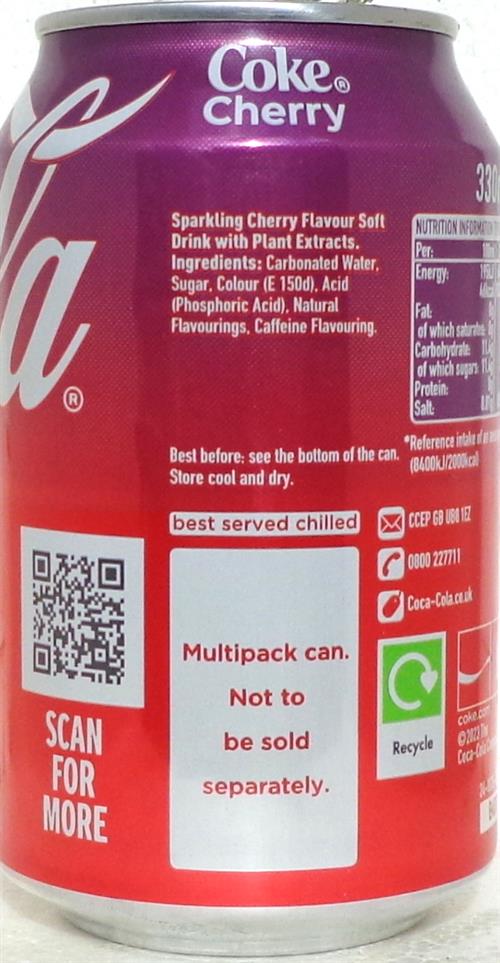 Coke®
Cherry
a®
330
Sparkling Cherry Flavour Soft
Drink with Plant Extracts.
Ingredients: Carbonated Water,
Sugar, Colour (E 150d), Acid
(Phosphoric Acid), Natural
Flavourings, Caffeine Flavouring.
NUTRITION INFORMATION
Per:
Energy:
Fat:
of which saturates:
Carbohydrate:
of which sugars:
Protein:
Salt:
*Reference intake of an
(8400kJ/2000kcal)
Best before: see the bottom of the can.
Store cool and dry.
best served chilled
Multipack can.
Not to
be sold
separately.
CCEP GB UB8 1EZ
0800 227711
Coca-Cola.co.uk
Recycle
coke.com
The
Coca-Cola
SCAN
FOR
MORE